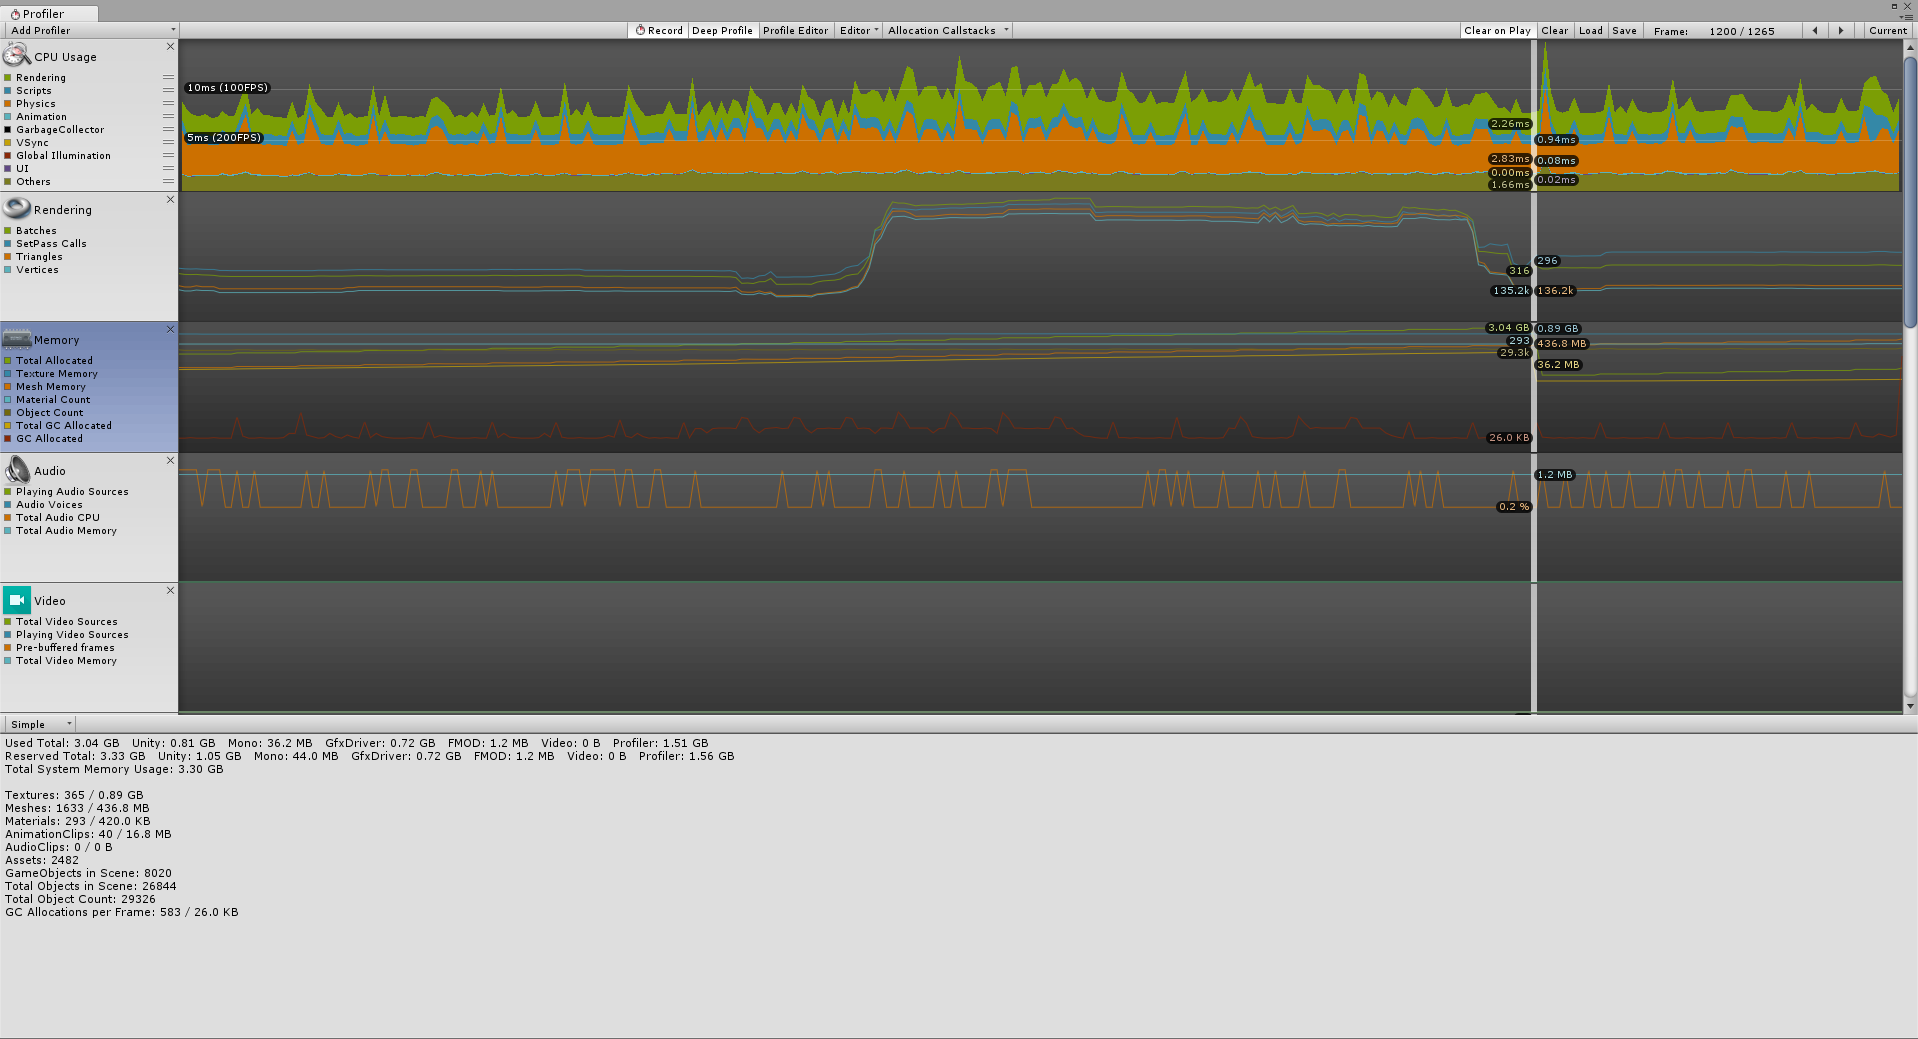 Profiler
Add Profiler
Record Deep Profile Profile Editor Editor Allocation Callstacks Clear on Play Clear Load Save Frame: 1200 / 1265 Current
CPU Usage
Rendering
Scripts
Physics
Animation
GarbageCollector
VSync
Global Illumination
UI
Others
10ms (100FPS)
5ms (200FPS)
2.26ms
0.94ms
2.83ms
0.08ms
0.00ms
0.02ms
1.66ms
Rendering
Batches
SetPass Calls
Triangles
Vertices
296
316
135.2k
136.2k
Memory
Total Allocated
Texture Memory
Mesh Memory
Material Count
Object Count
Total GC Allocated
GC Allocated
3.04 GB
0.89 GB
293
436.8 MB
29.3k
36.2 MB
26.0 KB
Audio
Playing Audio Sources
Audio Voices
Total Audio CPU
Total Audio Memory
1.2 MB
0.2 %
Video
Total Video Sources
Playing Video Sources
Pre-buffered frames
Total Video Memory
Simple
Used Total: 3.04 GB Unity: 0.81 GB Mono: 36.2 MB GfxDriver: 0.72 GB FMOD: 1.2 MB Video: 0 B Profiler: 1.51 GB
Reserved Total: 3.33 GB Unity: 1.05 GB Mono: 44.0 MB GfxDriver: 0.72 GB FMOD: 1.2 MB Video: 0 B Profiler: 1.56 GB
Total System Memory Usage: 3.30 GB
Textures: 365 / 0.89 GB
Meshes: 1633 / 436.8 MB
Materials: 293 / 420.0 KB
AnimationClips: 40 / 16.8 MB
AudioClips: 0 / 0 B
Assets: 2482
GameObjects in Scene: 8020
Total Objects in Scene: 26844
Total Object Count: 29326
GC Allocations per Frame: 583 / 26.0 KB